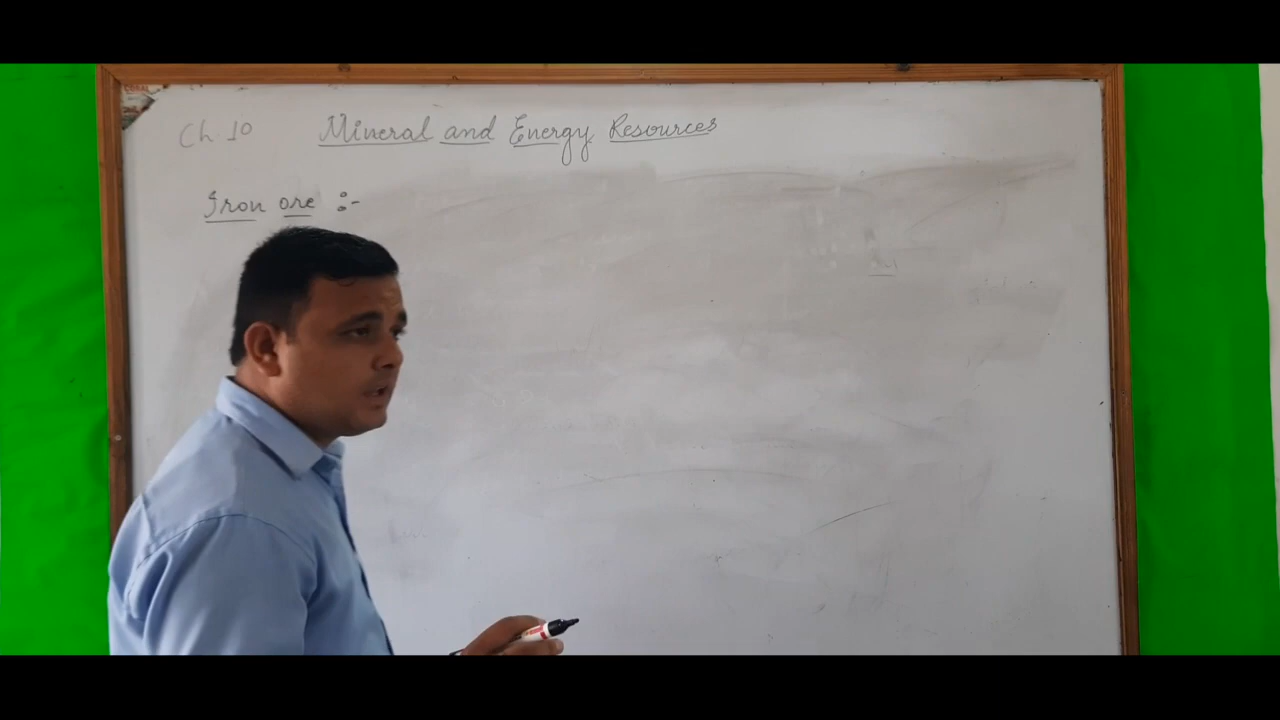 Ch 10 Mineral and Energy Resources
Iron ore :-